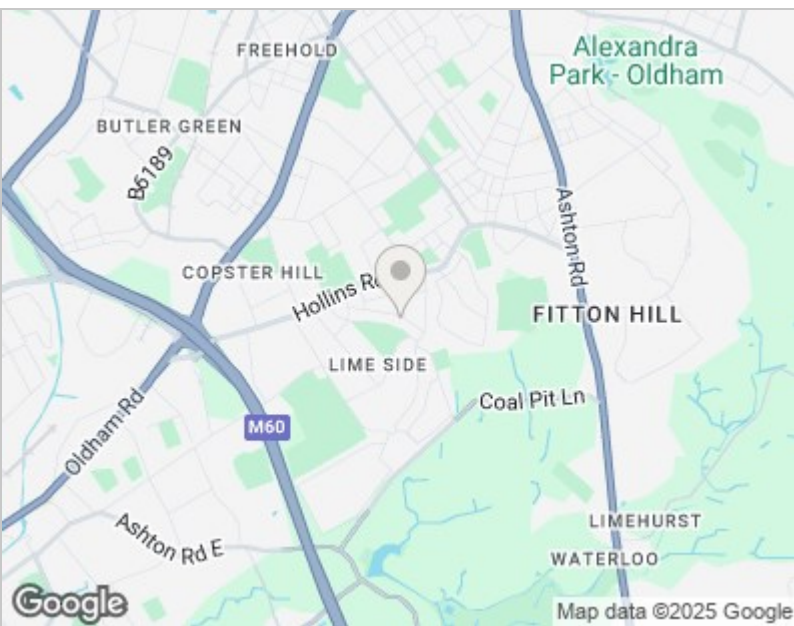 FREEHOLD
Alexandra
Park - Oldham
BUTLER GREEN
B6189
Ashton Rd
COPSTER HILL
Hollins Rd
FITTON HILL
LIME SIDE
Coal Pit Ln
Oldham Rd
M60
Ashton Rd E
LIMEHURST
WATERLOO
Google
Map data ©2025 Google